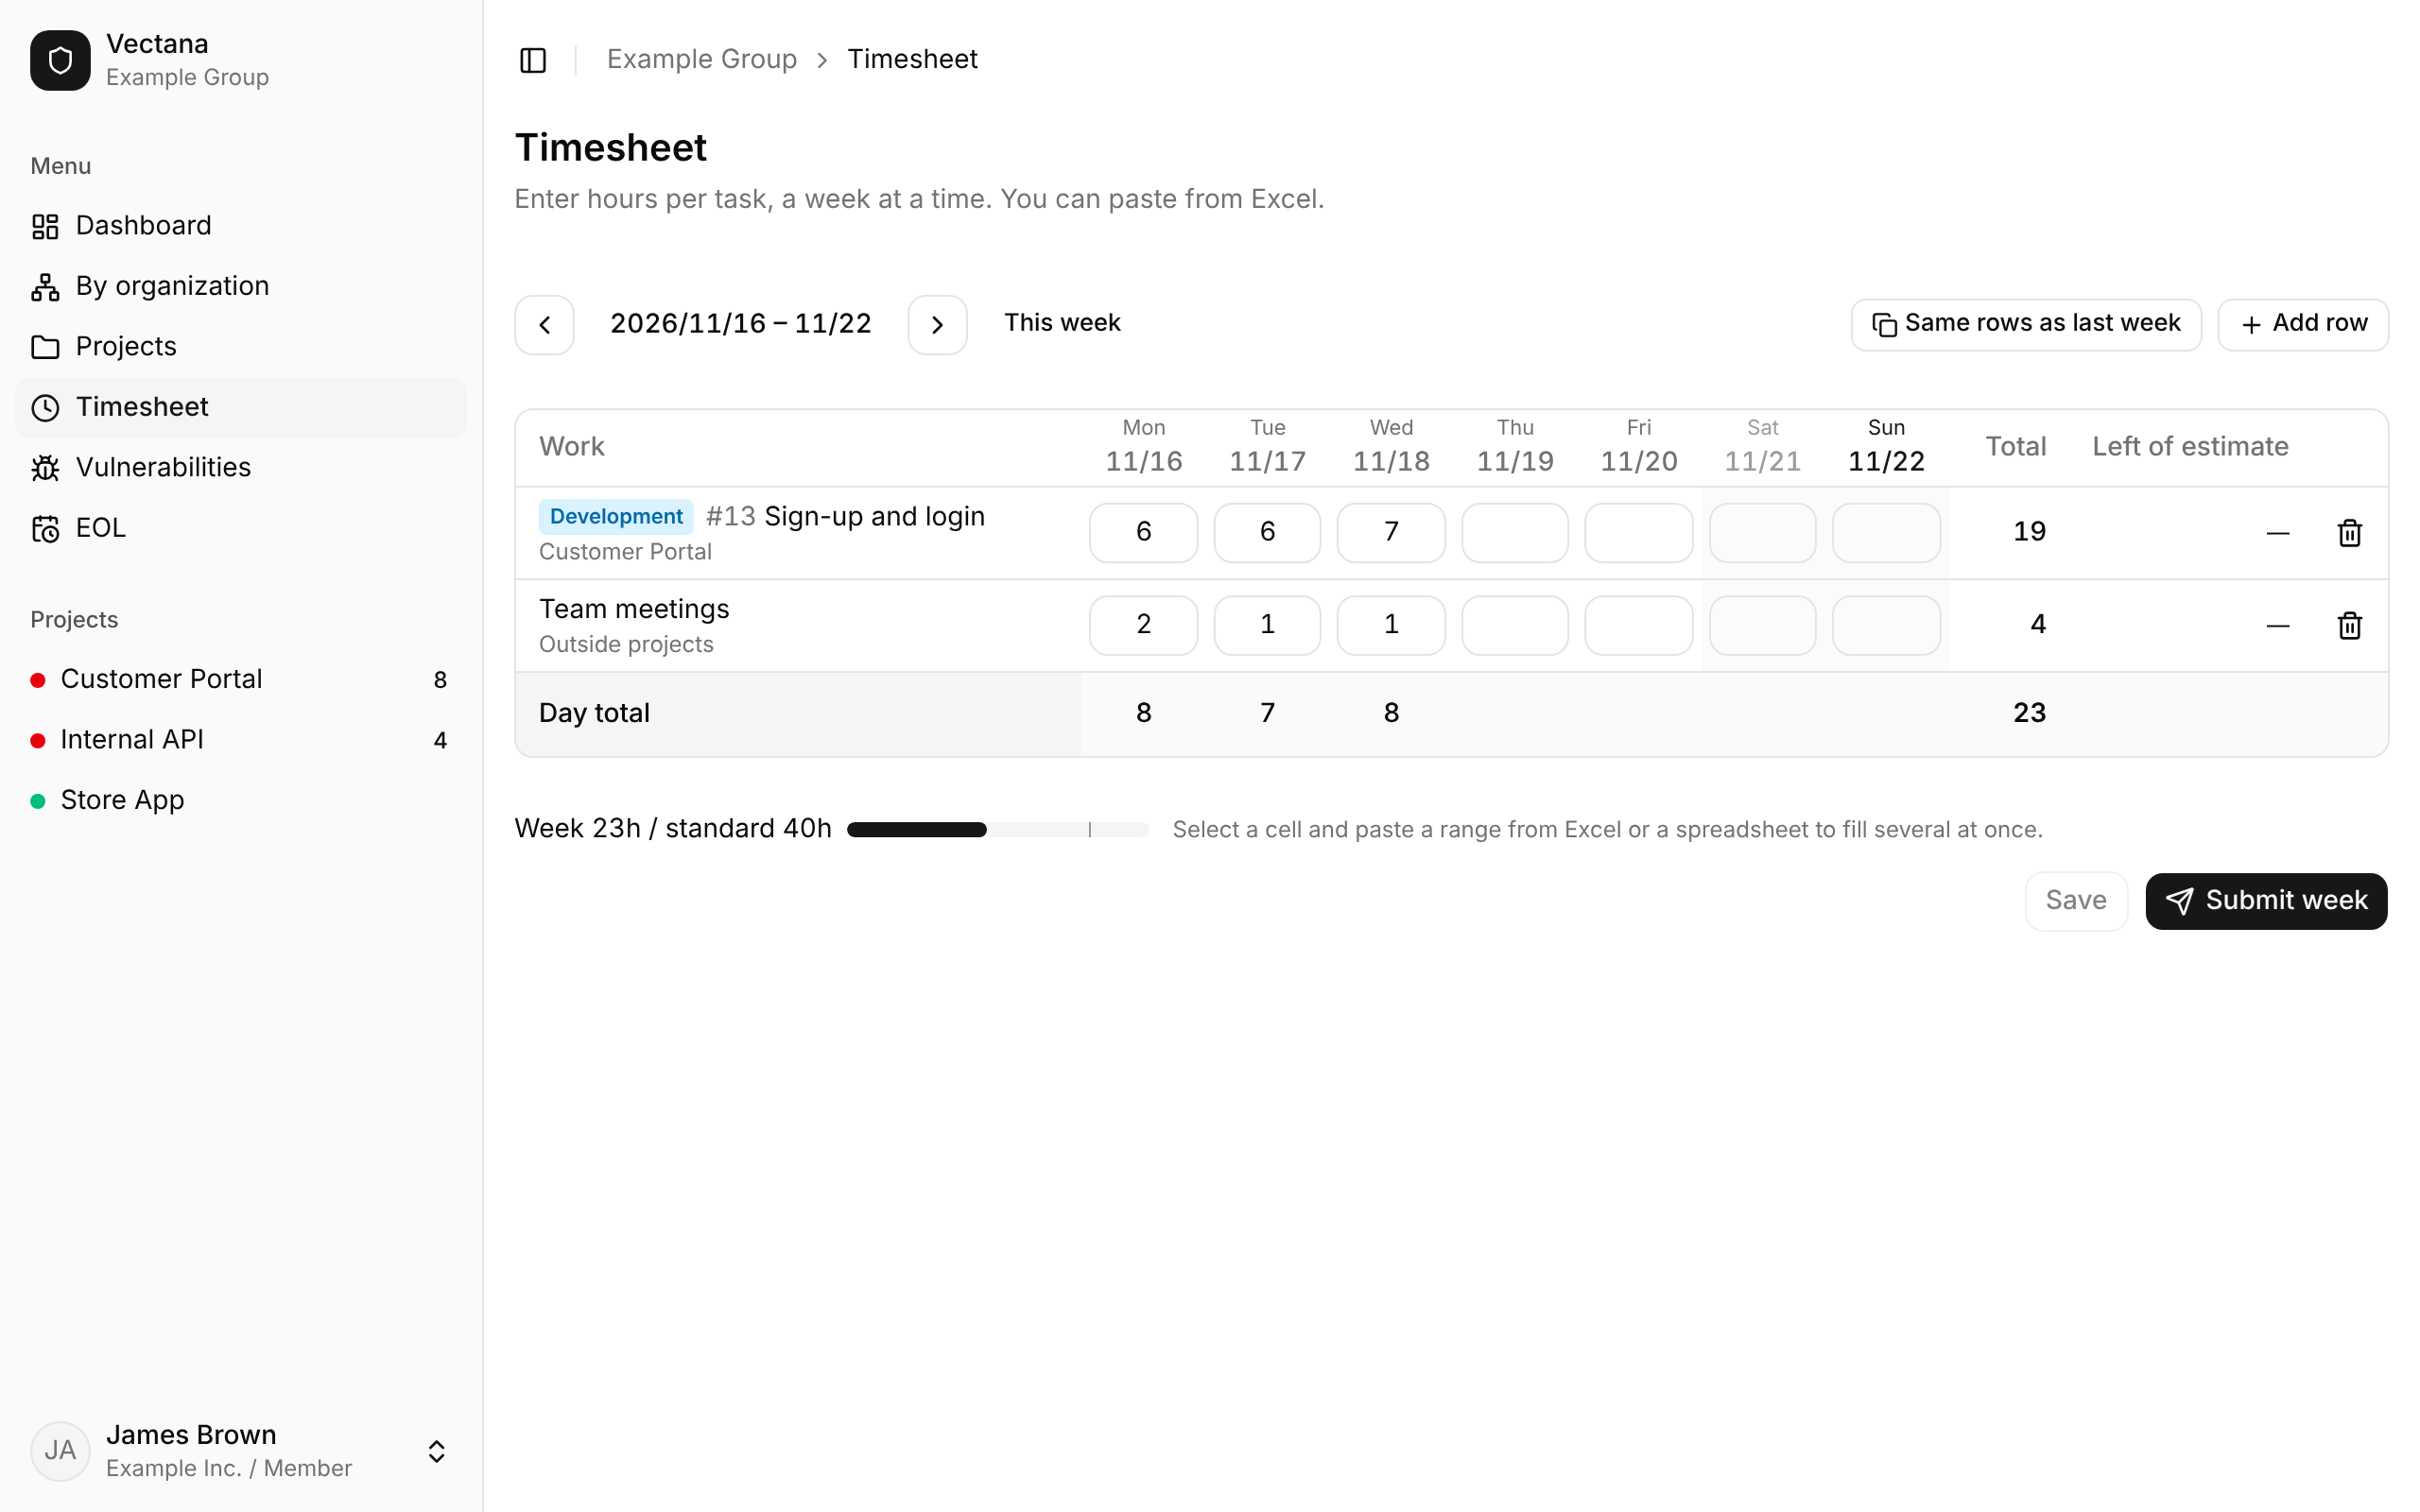 Vectana
Example Group
Menu
Dashboard
By organization
Projects
Timesheet
Vulnerabilities
EOL
Projects
Customer Portal 8
Internal API 4
Store App
JA
James Brown
Example Inc. / Member
Example Group > Timesheet
Timesheet
Enter hours per task, a week at a time. You can paste from Excel.
2026/11/16 – 11/22 This week Same rows as last week + Add row
Work Mon 11/16 Tue 11/17 Wed 11/18 Thu 11/19 Fri 11/20 Sat 11/21 Sun 11/22 Total Left of estimate
Development #13 Sign-up and login 6 6 7 19 —
Customer Portal
Team meetings 2 1 1 4 —
Outside projects
Day total 8 7 8 23
Week 23h / standard 40h Select a cell and paste a range from Excel or a spreadsheet to fill several at once.
Save Submit week